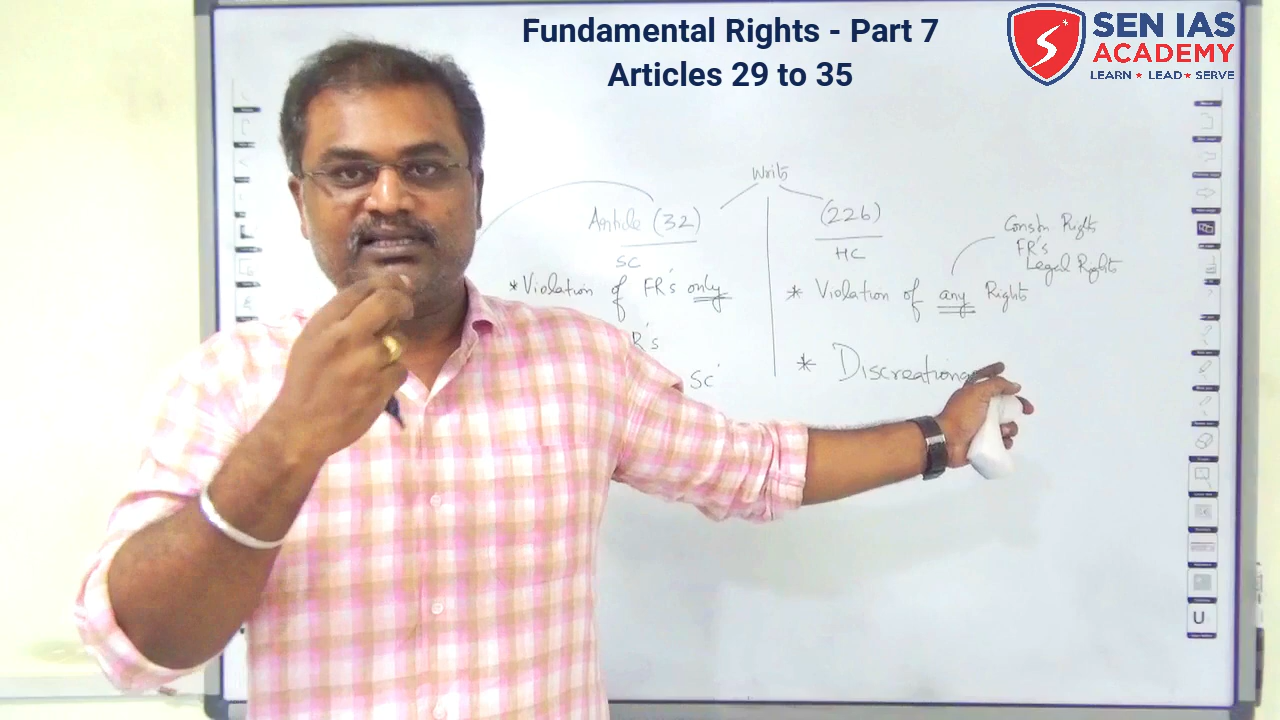 Fundamental Rights - Part 7
Articles 29 to 35
SEN IAS
ACADEMY
LEARN ★ LEAD ★ SERVE
Writs
Article (32)
SC
* Violation of FR's only
R's
SC
(226)
HC
* Violation of any Rights
Constn Rights
FR's
Legal Rights
* Discreationa
U